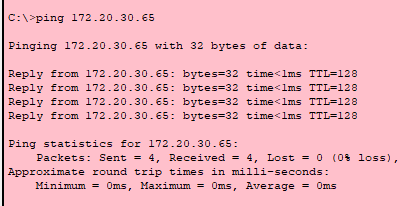 C:\>ping 172.20.30.65
Pinging 172.20.30.65 with 32 bytes of data:
Reply from 172.20.30.65: bytes=32 time<1ms TTL=128
Reply from 172.20.30.65: bytes=32 time<1ms TTL=128
Reply from 172.20.30.65: bytes=32 time<1ms TTL=128
Reply from 172.20.30.65: bytes=32 time<1ms TTL=128
Ping statistics for 172.20.30.65:
Packets: Sent = 4, Received = 4, Lost = 0 (0% loss),
Approximate round trip times in milli-seconds:
Minimum = 0ms, Maximum = 0ms, Average = 0ms